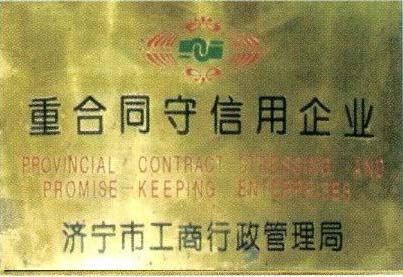 重合同守信用企业
PROVINCIAL CONTRACT AND
PROMISE-KEEPING
济宁市工商行政管理局